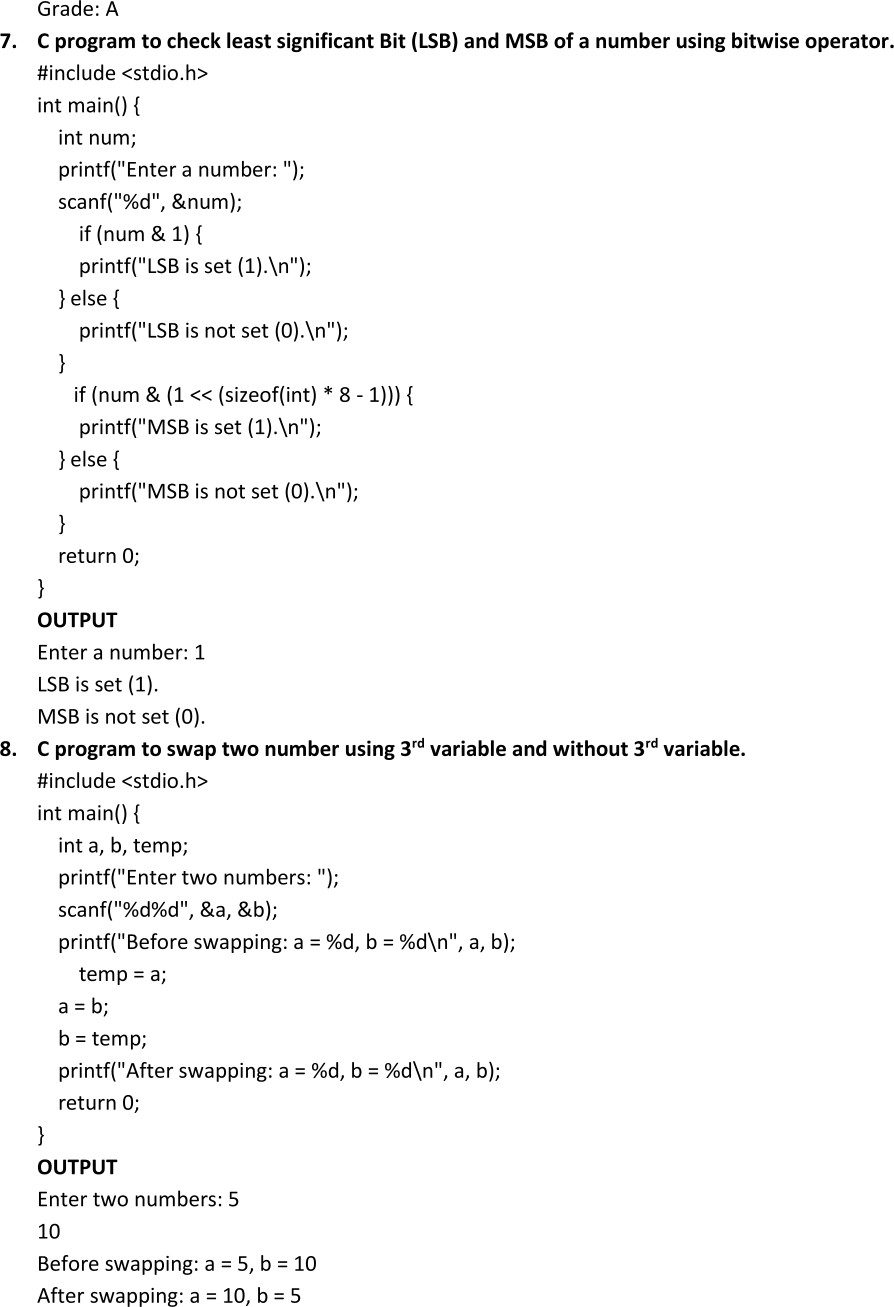 Grade: A
7. C program to check least significant Bit (LSB) and MSB of a number using bitwise operator.
#include <stdio.h>
int main() {
int num;
printf("Enter a number: ");
scanf("%d", &num);
if (num & 1) {
printf("LSB is set (1).\n");
} else {
printf("LSB is not set (0).\n");
}
if (num & (1 << (sizeof(int) * 8 - 1))) {
printf("MSB is set (1).\n");
} else {
printf("MSB is not set (0).\n");
}
return 0;
}
OUTPUT
Enter a number: 1
LSB is set (1).
MSB is not set (0).
8. C program to swap two number using 3rd variable and without 3rd variable.
#include <stdio.h>
int main() {
int a, b, temp;
printf("Enter two numbers: ");
scanf("%d%d", &a, &b);
printf("Before swapping: a = %d, b = %d\n", a, b);
temp = a;
a = b;
b = temp;
printf("After swapping: a = %d, b = %d\n", a, b);
return 0;
}
OUTPUT
Enter two numbers: 5
10
Before swapping: a = 5, b = 10
After swapping: a = 10, b = 5